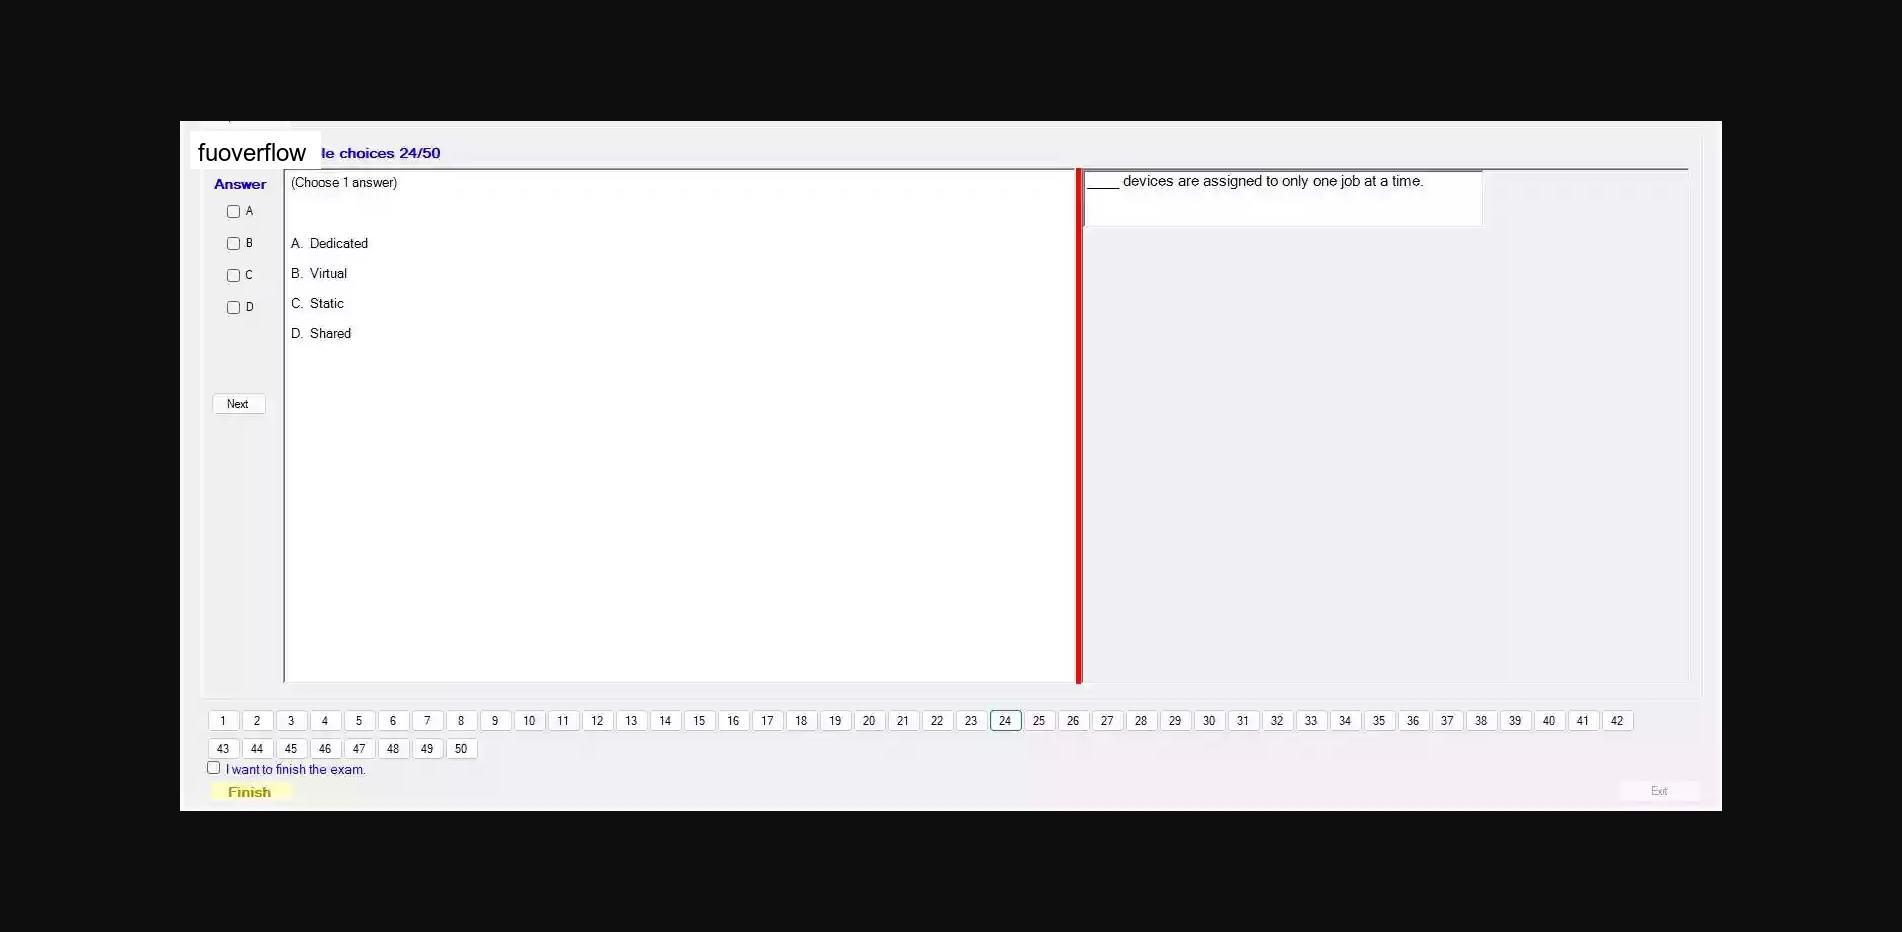 fuoverflow
le choices 24/50
Answer
(Choose 1 answer)
____ devices are assigned to only one job at a time.
A
B
C
D
A. Dedicated
B. Virtual
C. Static
D. Shared
Next
1 2 3 4 5 6 7 8 9 10 11 12 13 14 15 16 17 18 19 20 21 22 23 24 25 26 27 28 29 30 31 32 33 34 35 36 37 38 39 40 41 42
43 44 45 46 47 48 49 50
I want to finish the exam.
Finish
Exit